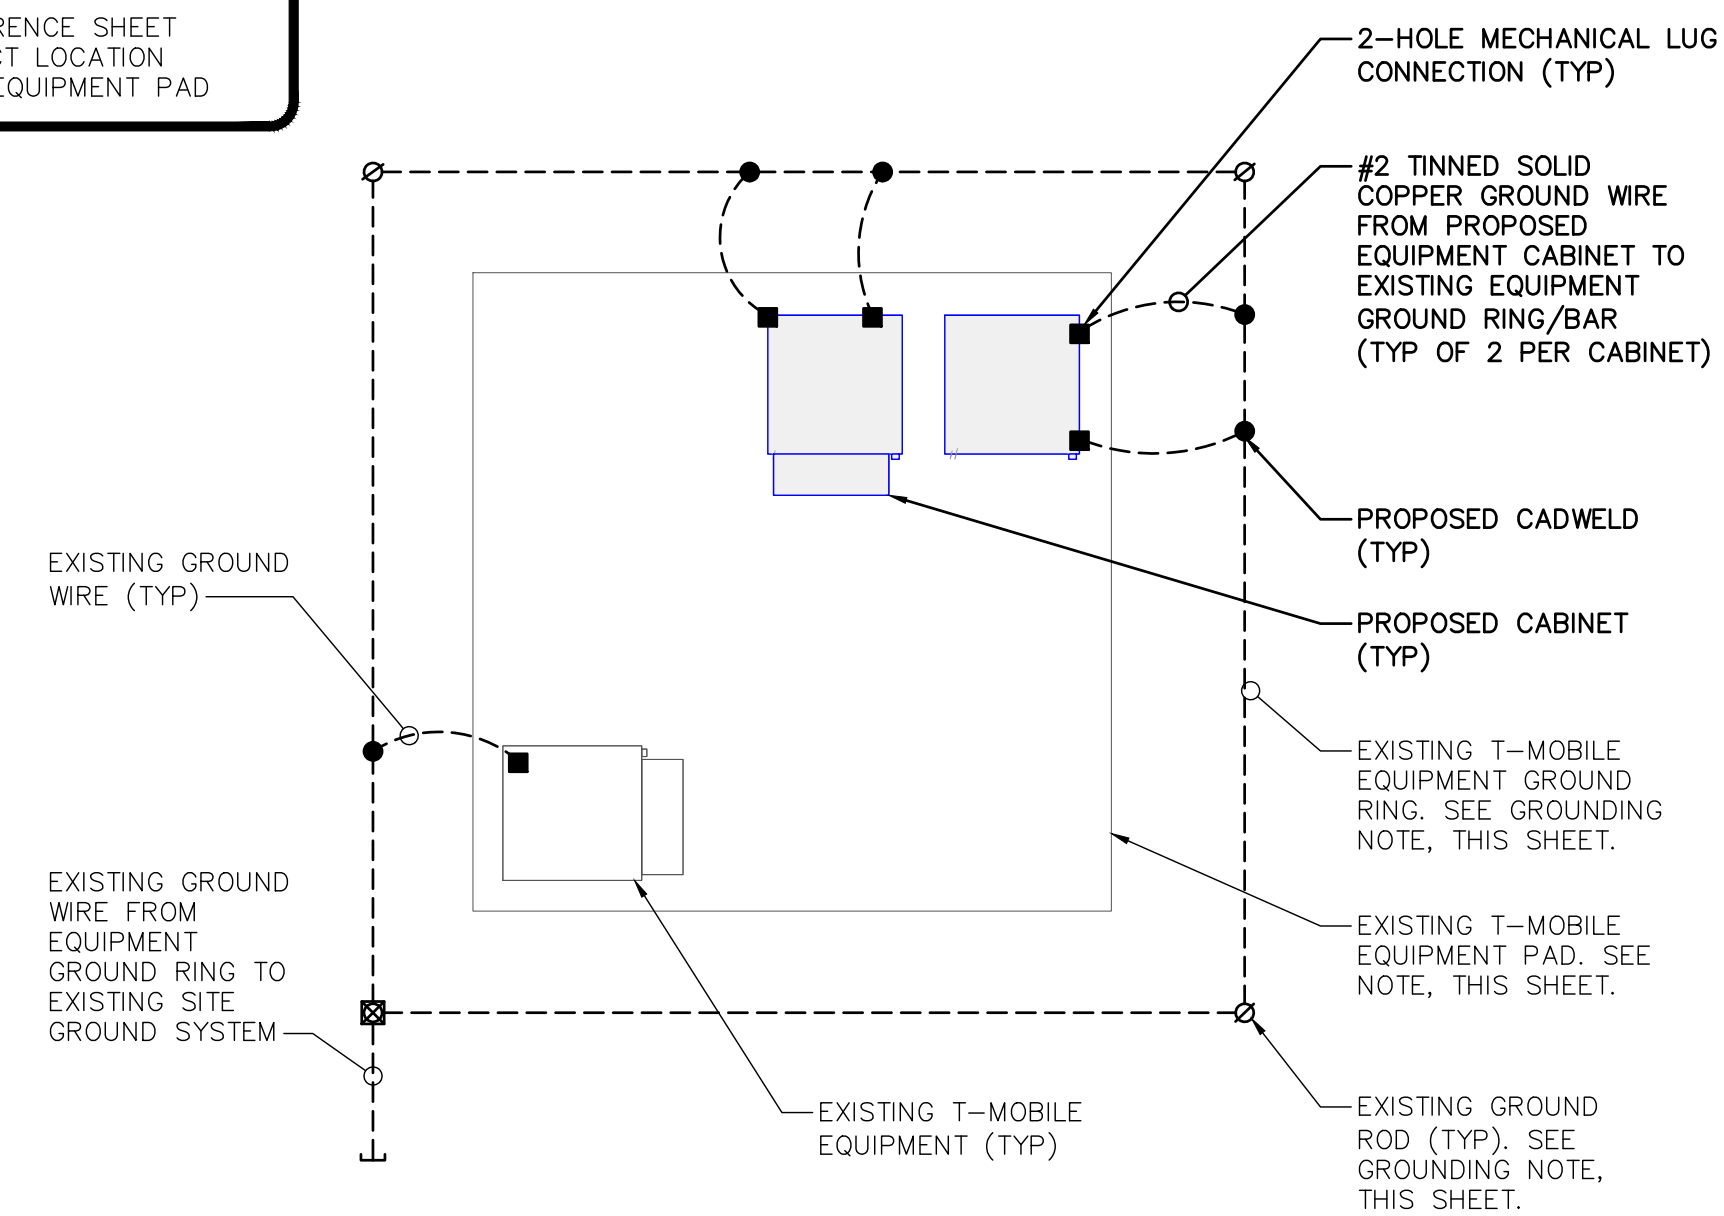 SHEET
LOCATION
PAD
2-HOLE MECHANICAL LUG
CONNECTION (TYP)
#2 TINNED SOLID
COPPER GROUND WIRE
FROM PROPOSED
EQUIPMENT CABINET TO
EXISTING EQUIPMENT
GROUND RING/BAR
(TYP OF 2 PER CABINET)
PROPOSED CADWELD
(TYP)
PROPOSED CABINET
(TYP)
EXISTING GROUND
WIRE (TYP)
EXISTING T-MOBILE
EQUIPMENT GROUND
RING. SEE GROUNDING
NOTE, THIS SHEET.
EXISTING GROUND
WIRE FROM
EQUIPMENT
GROUND RING TO
EXISTING SITE
GROUND SYSTEM
EXISTING T-MOBILE
EQUIPMENT PAD. SEE
NOTE, THIS SHEET.
EXISTING T-MOBILE
EQUIPMENT (TYP)
EXISTING GROUND
ROD (TYP). SEE
GROUNDING NOTE,
THIS SHEET.